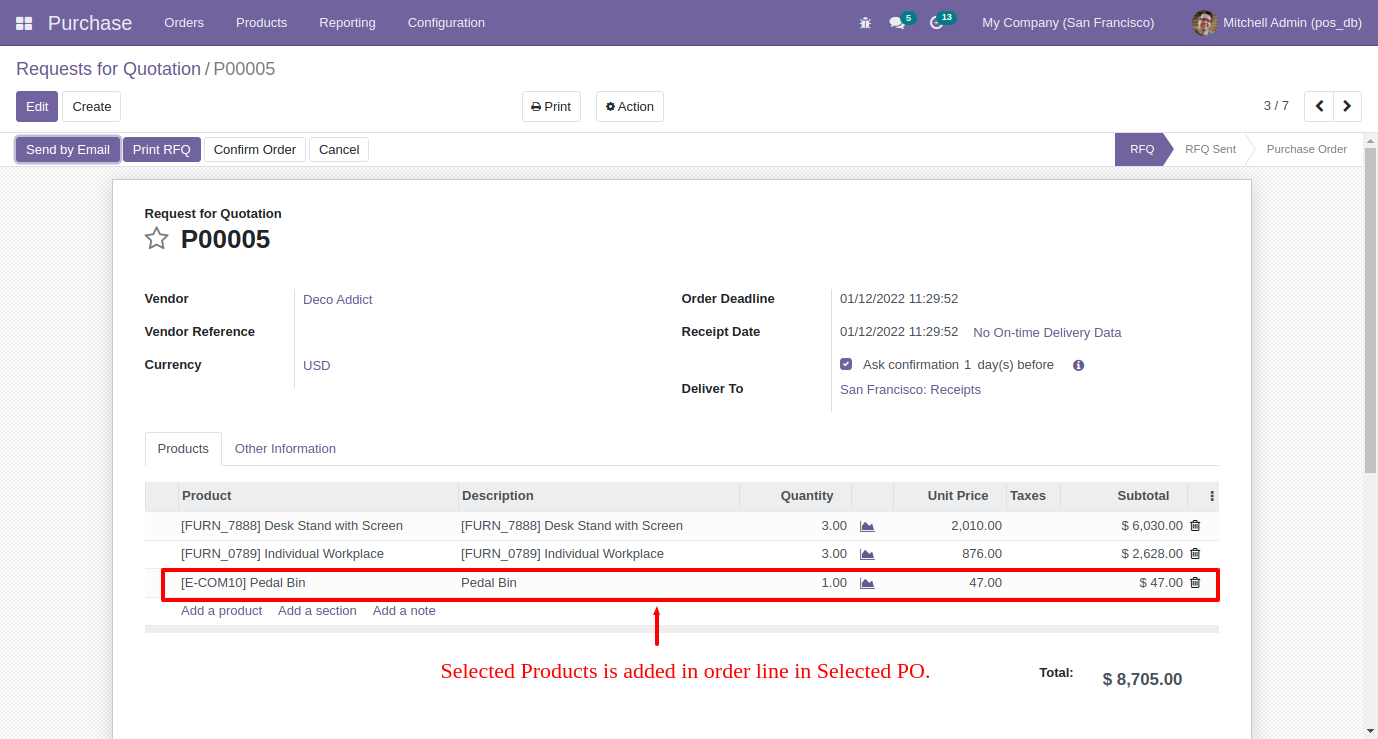 Purchase Orders Products Reporting Configuration 5 13 My Company (San Francisco) Mitchell Admin (pos_db)
Requests for Quotation / P00005
Edit Create Print Action 3 / 7
Send by Email Print RFQ Confirm Order Cancel RFQ RFQ Sent Purchase Order
Request for Quotation
P00005
Vendor Deco Addict Order Deadline 01/12/2022 11:29:52
Vendor Reference Receipt Date 01/12/2022 11:29:52 No On-time Delivery Data
Currency USD Ask confirmation 1 day(s) before
Deliver To San Francisco: Receipts
Products Other Information
Product Description Quantity Unit Price Taxes Subtotal
[FURN_7888] Desk Stand with Screen [FURN_7888] Desk Stand with Screen 3.00 2,010.00 $ 6,030.00
[FURN_0789] Individual Workplace [FURN_0789] Individual Workplace 3.00 876.00 $ 2,628.00
[E-COM10] Pedal Bin Pedal Bin 1.00 47.00 $ 47.00
Add a product Add a section Add a note
Selected Products is added in order line in Selected PO.
Total: $ 8,705.00